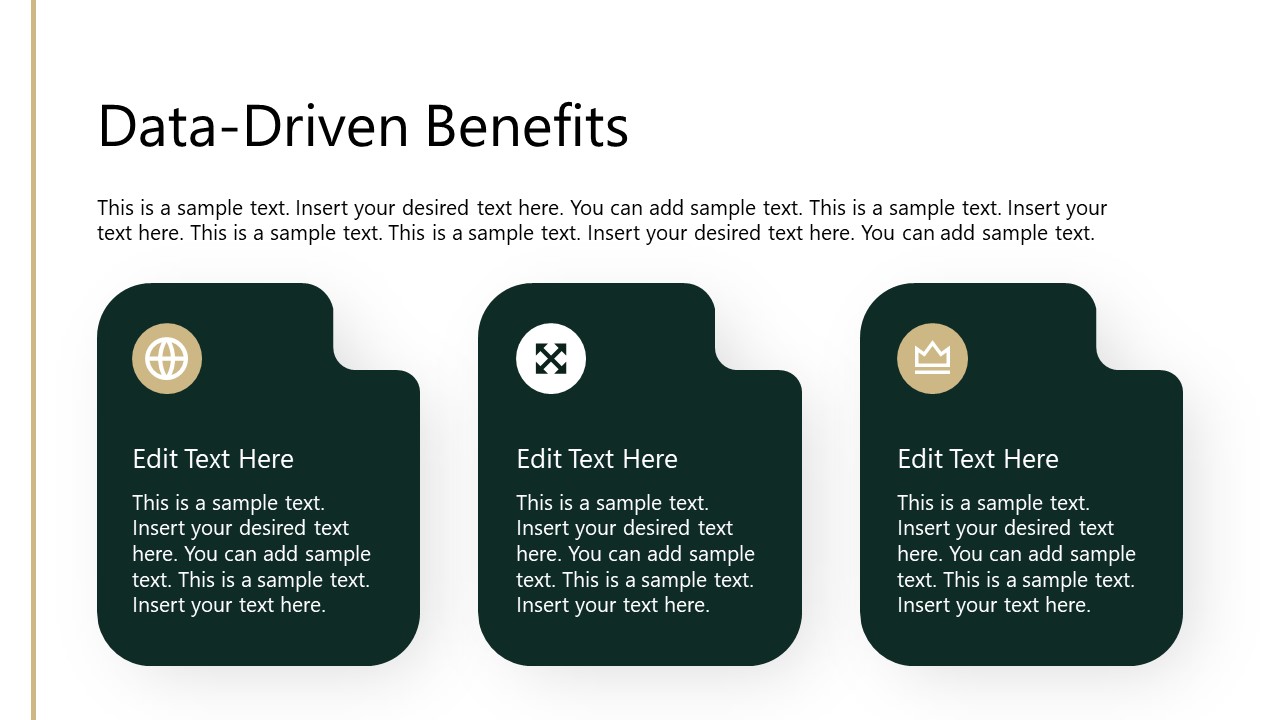 Data-Driven Benefits
This is a sample text. Insert your desired text here. You can add sample text. This is a sample text. Insert your
text here. This is a sample text. This is a sample text. Insert your desired text here. You can add sample text.
Edit Text Here
This is a sample text.
Insert your desired text
here. You can add sample
text. This is a sample text.
Insert your text here.
Edit Text Here
This is a sample text.
Insert your desired text
here. You can add sample
text. This is a sample text.
Insert your text here.
Edit Text Here
This is a sample text.
Insert your desired text
here. You can add sample
text. This is a sample text.
Insert your text here.